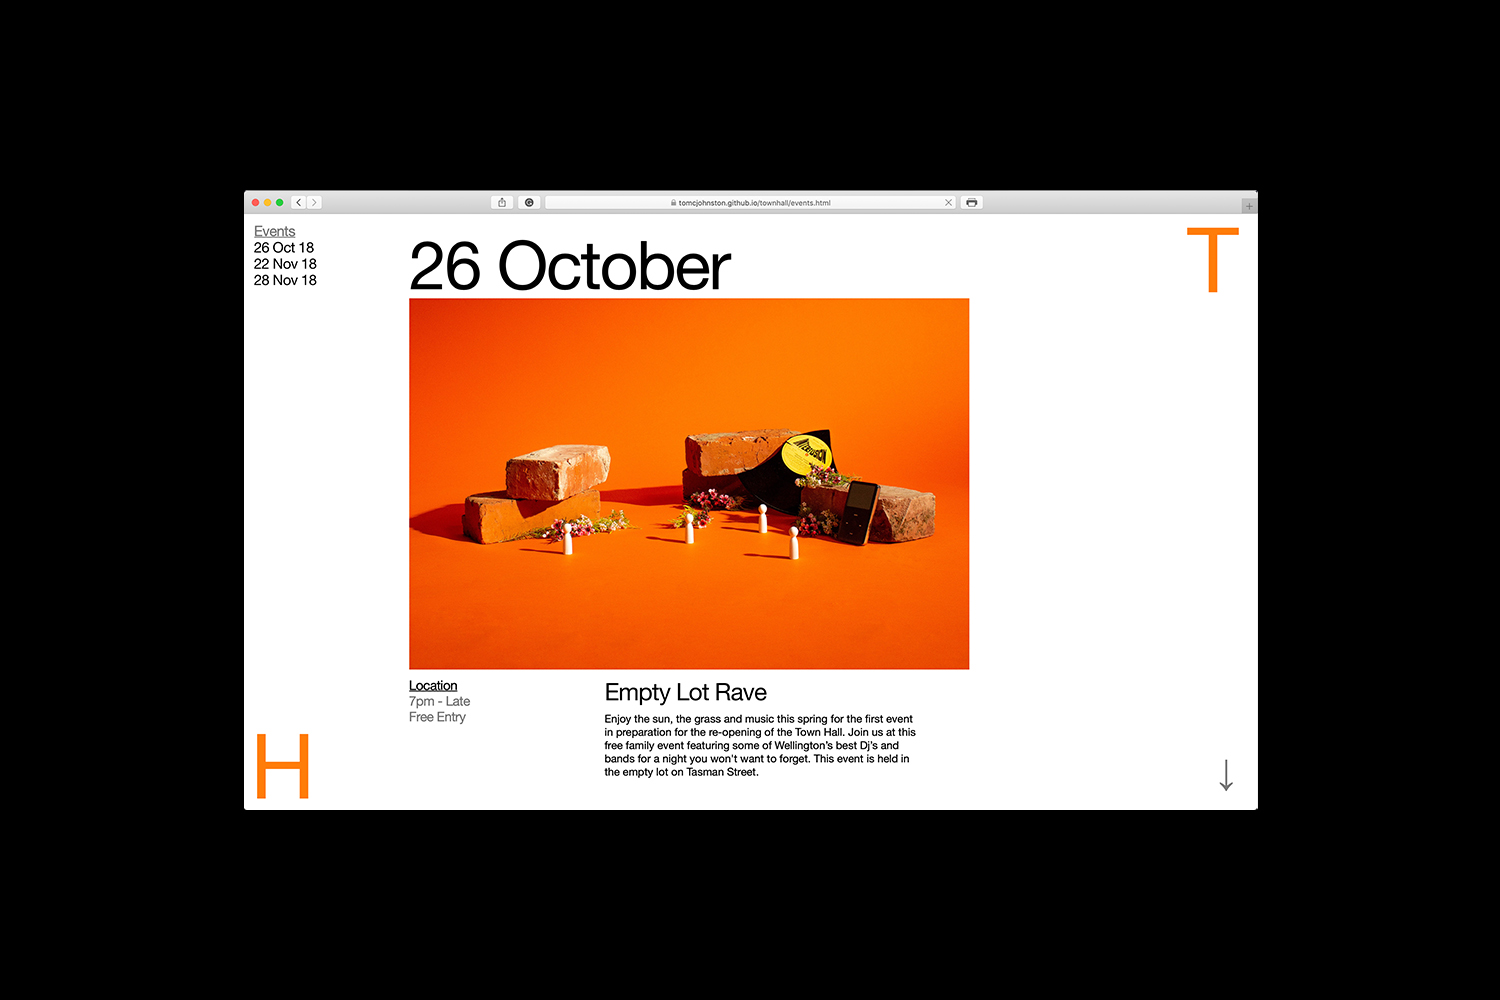 tomcjohnston.github.io/townhall/events.html
Events
26 Oct 18
22 Nov 18
28 Nov 18
26 October
T
Location
7pm - Late
Free Entry
Empty Lot Rave
Enjoy the sun, the grass and music this spring for the first event
in preparation for the re-opening of the Town Hall. Join us at this
free family event featuring some of Wellington's best Dj's and
bands for a night you won't want to forget. This event is held in
the empty lot on Tasman Street.
H